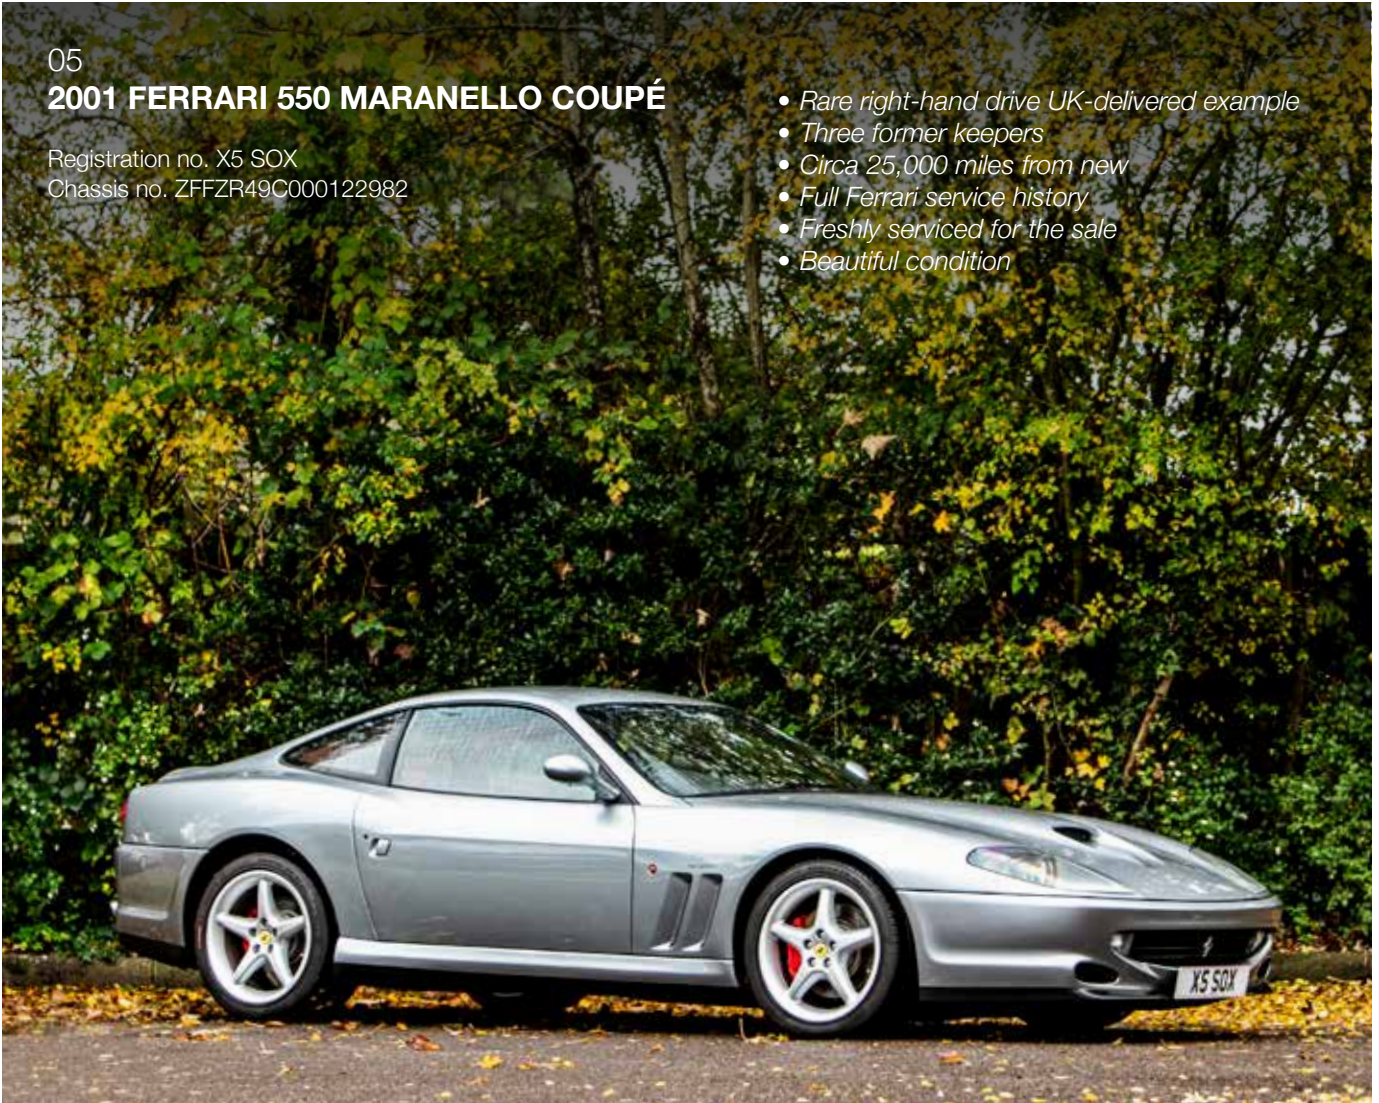 05
2001 FERRARI 550 MARANELLO COUPÉ
Registration no. X5 SOX
Chassis no. ZFFZR49C000122982
• Rare right-hand drive UK-delivered example
• Three former keepers
• Circa 25,000 miles from new
• Full Ferrari service history
• Freshly serviced for the sale
• Beautiful condition
X5 SOX